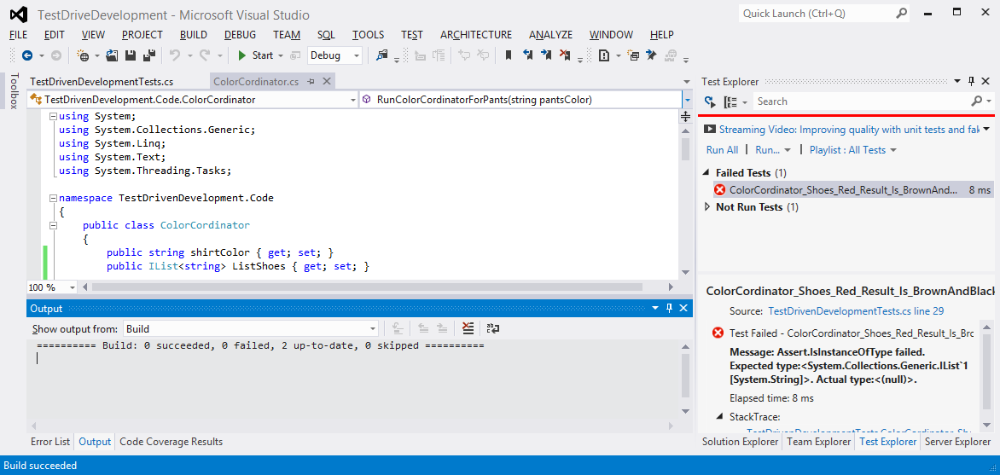 TestDriveDevelopment - Microsoft Visual Studio
Quick Launch (Ctrl+Q)
FILE EDIT VIEW PROJECT BUILD DEBUG TEAM SQL TOOLS TEST ARCHITECTURE ANALYZE WINDOW HELP
Start Debug
Toolbox
TestDrivenDevelopmentTests.cs ColorCordinator.cs
TestDrivenDevelopment.Code.ColorCordinator RunColorCordinatorForPants(string pantsColor)
using System;
using System.Collections.Generic;
using System.Linq;
using System.Text;
using System.Threading.Tasks;
namespace TestDrivenDevelopment.Code
{
public class ColorCordinator
{
public string shirtColor { get; set; }
public IList<string> ListShoes { get; set; }
100 %
Output
Show output from: Build
========== Build: 0 succeeded, 0 failed, 2 up-to-date, 0 skipped ==========
Error List Output Code Coverage Results
Test Explorer
Search
Streaming Video: Improving quality with unit tests and fak
Run All | Run... | Playlist : All Tests
Failed Tests (1)
ColorCordinator_Shoes_Red_Result_Is_BrownAnd... 8 ms
Not Run Tests (1)
ColorCordinator_Shoes_Red_Result_Is_BrownAndBlack
Source: TestDrivenDevelopmentTests.cs line 29
Test Failed - ColorCordinator_Shoes_Red_Result_Is_Brc
Message: Assert.IsInstanceOfType failed.
Expected type:<System.Collections.Generic.IList`1
[System.String]>. Actual type:<(null)>.
Elapsed time: 8 ms
StackTrace:
TestDrivenDevelopmentTests.ColorCordinator_Sh
Solution Explorer Team Explorer Test Explorer Server Explorer
Build succeeded